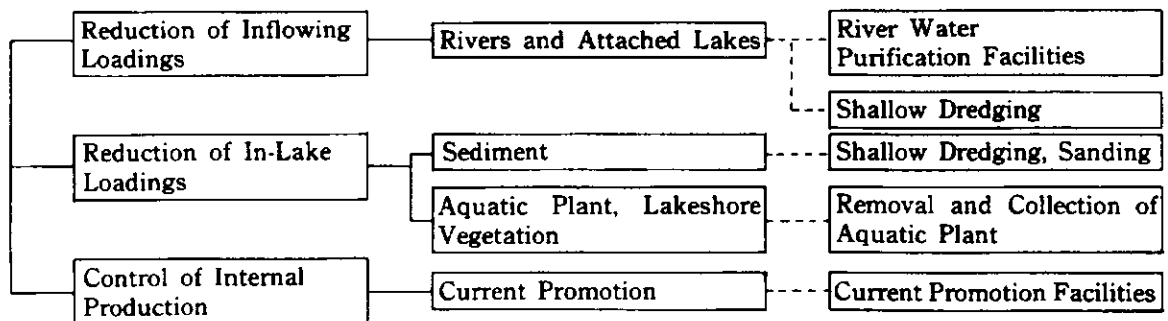 Reduction of Inflowing
Loadings
Rivers and Attached Lakes
River Water
Purification Facilities
Shallow Dredging
Reduction of In-Lake
Loadings
Sediment
Shallow Dredging, Sanding
Aquatic Plant, Lakeshore
Vegetation
Removal and Collection of
Aquatic Plant
Control of Internal
Production
Current Promotion
Current Promotion Facilities